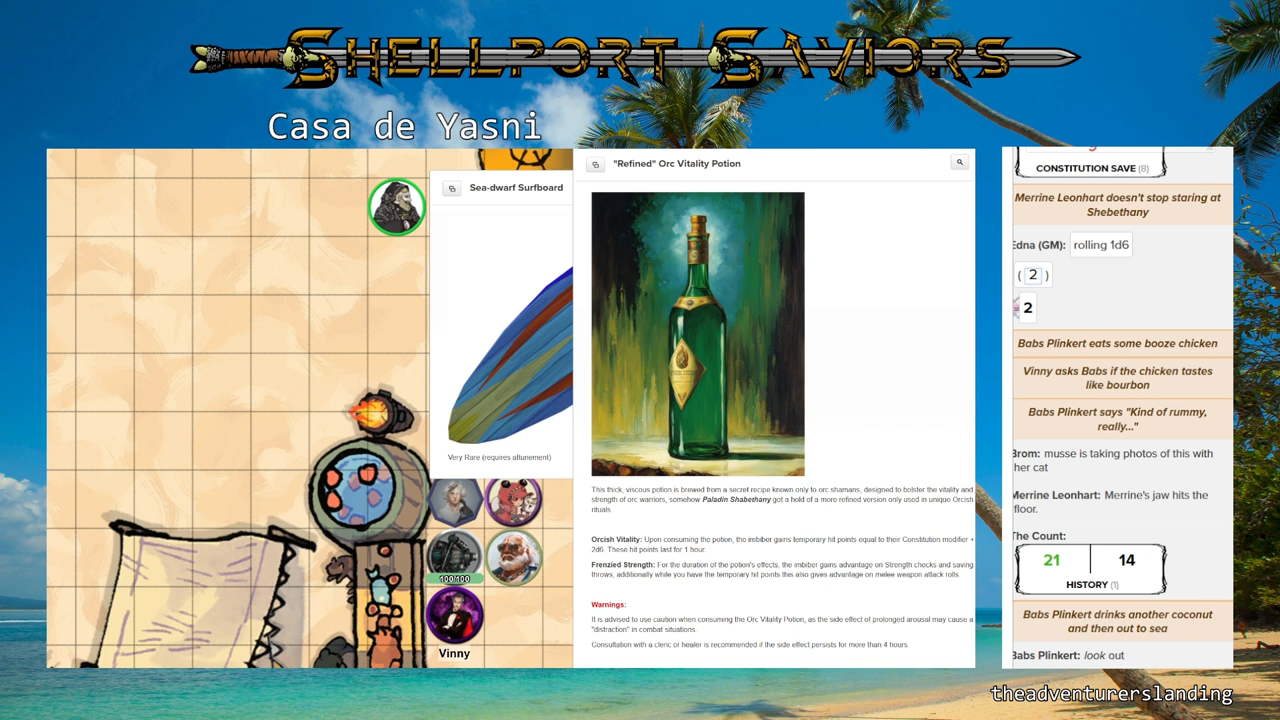 SHELLPORT SAVIORS
Casa de Yasni
Sea-dwarf Surfboard
Very Rare (requires attunement)
100/100
Vinny
"Refined" Orc Vitality Potion
This thick, viscous potion is brewed from a secret recipe known only to orc shamans, designed to bolster the vitality and
strength of orc warriors, somehow Paladin Shabethany got a hold of a more refined version only used in unique Orcish
rituals
Orcish Vitality: Upon consuming the potion, the imbiber gains temporary hit points equal to their Constitution modifier +
2d6. These hit points last for 1 hour.
Frenzied Strength: For the duration of the potion's effects, the imbiber gains advantage on Strength checks and saving
throws, additionally while you have the temporary hit points this also gives advantage on melee weapon attack rolls.
Warnings:
It is advised to use caution when consuming the Orc Vitality Potion, as the side effect of prolonged arousal may cause a
"distraction" in combat situations.
Consultation with a cleric or healer is recommended if the side effect persists for more than 4 hours.
CONSTITUTION SAVE (8)
Merrine Leonhart doesn't stop staring at
Shebethany
Edna (GM): rolling 1d6
( 2 )
2
Babs Plinkert eats some booze chicken
Vinny asks Babs if the chicken tastes
like bourbon
Babs Plinkert says "Kind of rummy,
really..."
Brom: musse is taking photos of this with
her cat
Merrine Leonhart: Merrine's jaw hits the
floor.
The Count:
21 14
HISTORY (1)
Babs Plinkert drinks another coconut
and then out to sea
Babs Plinkert: look out
theadventurerslanding